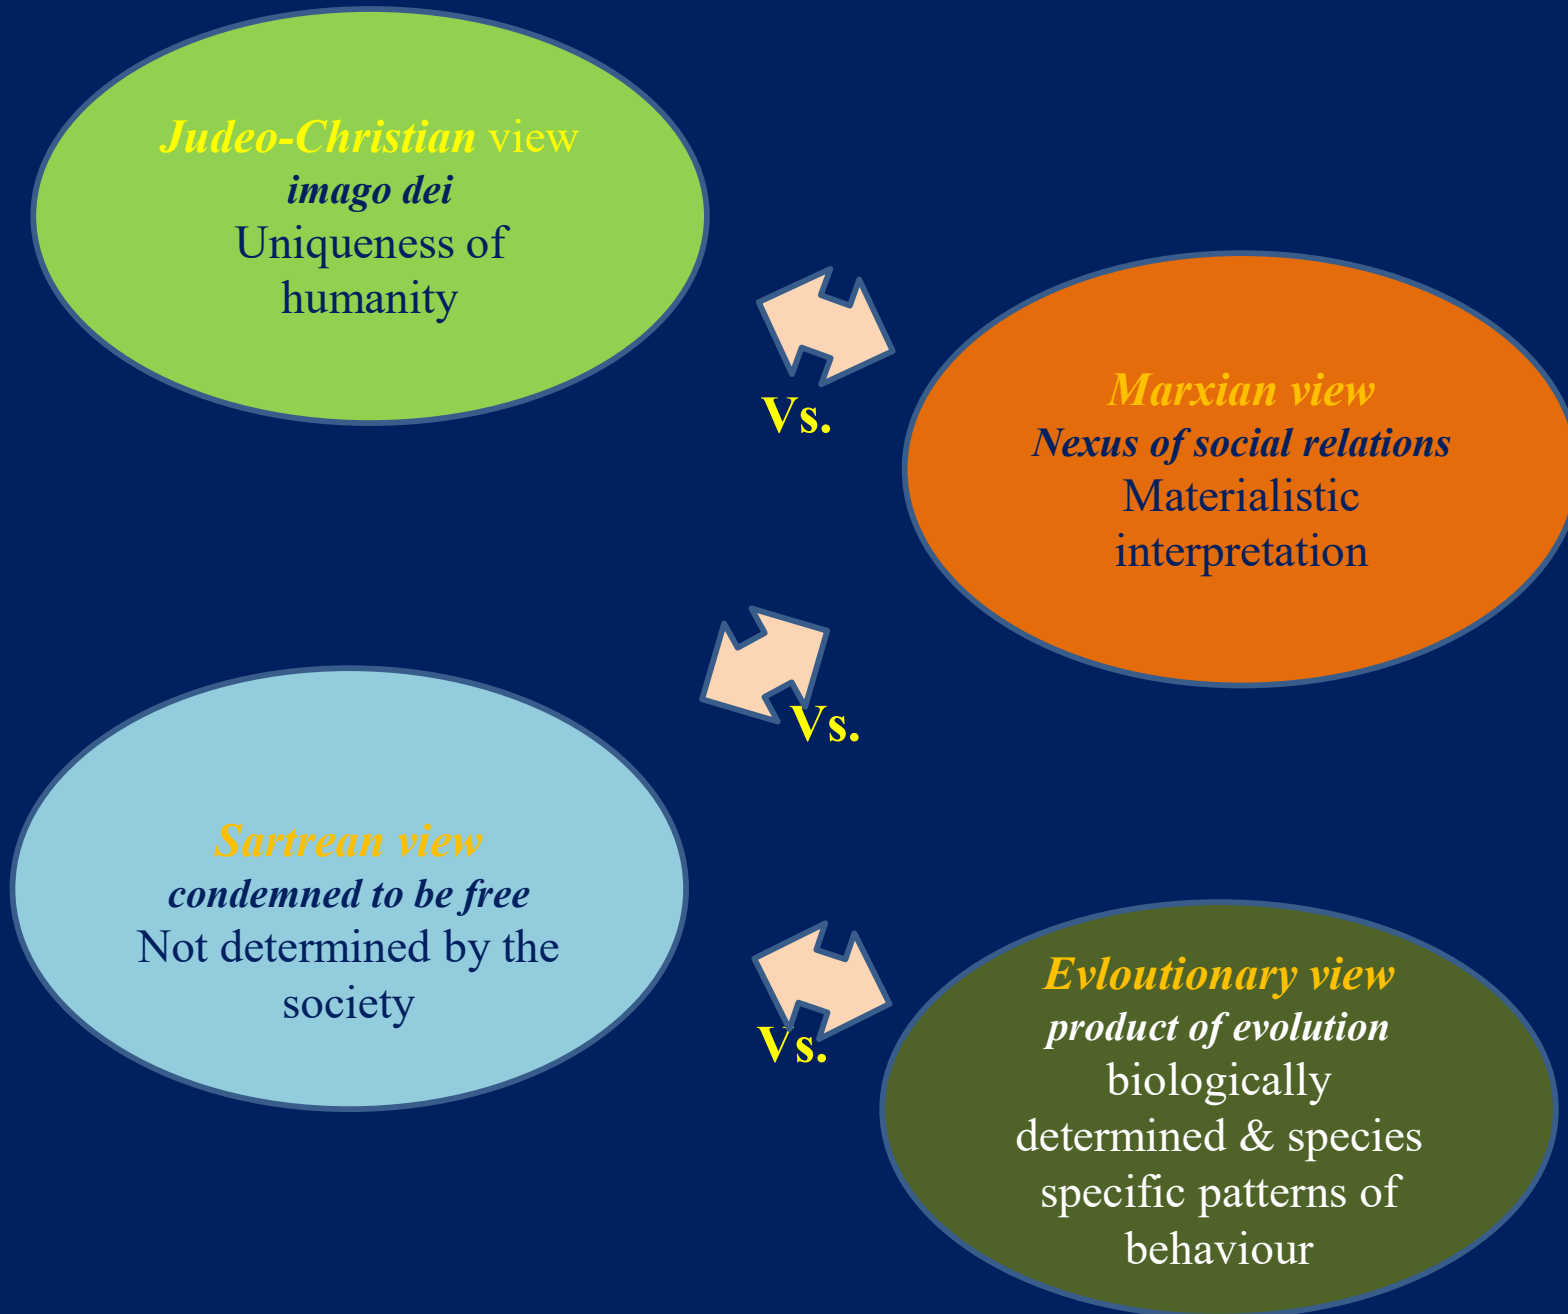 Judeo-Christian view
imago dei
Uniqueness of
humanity
Vs.
Marxian view
Nexus of social relations
Materialistic
interpretation
Vs.
Sartrean view
condemned to be free
Not determined by the
society
Vs.
Evloutionary view
product of evolution
biologically
determined & species
specific patterns of
behaviour